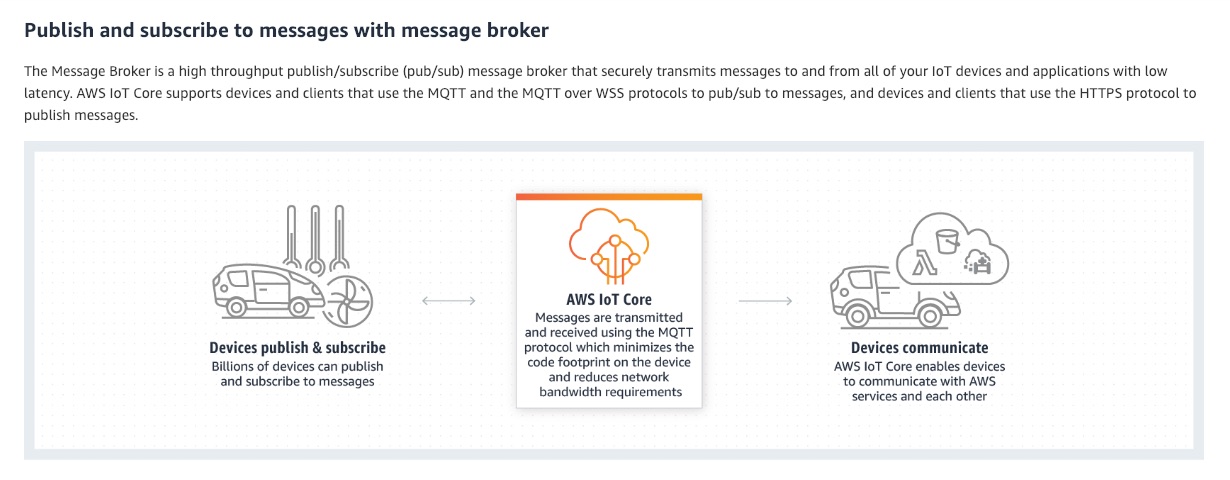 Publish and subscribe to messages with message broker
The Message Broker is a high throughput publish/subscribe (pub/sub) message broker that securely transmits messages to and from all of your IoT devices and applications with low
latency. AWS IoT Core supports devices and clients that use the MQTT and the MQTT over WSS protocols to pub/sub to messages, and devices and clients that use the HTTPS protocol to
publish messages.
Devices publish & subscribe
Billions of devices can publish
and subscribe to messages
AWS IoT Core
Messages are transmitted
and received using the MQTT
protocol which minimizes the
code footprint on the device
and reduces network
bandwidth requirements
Devices communicate
AWS IoT Core enables devices
to communicate with AWS
services and each other